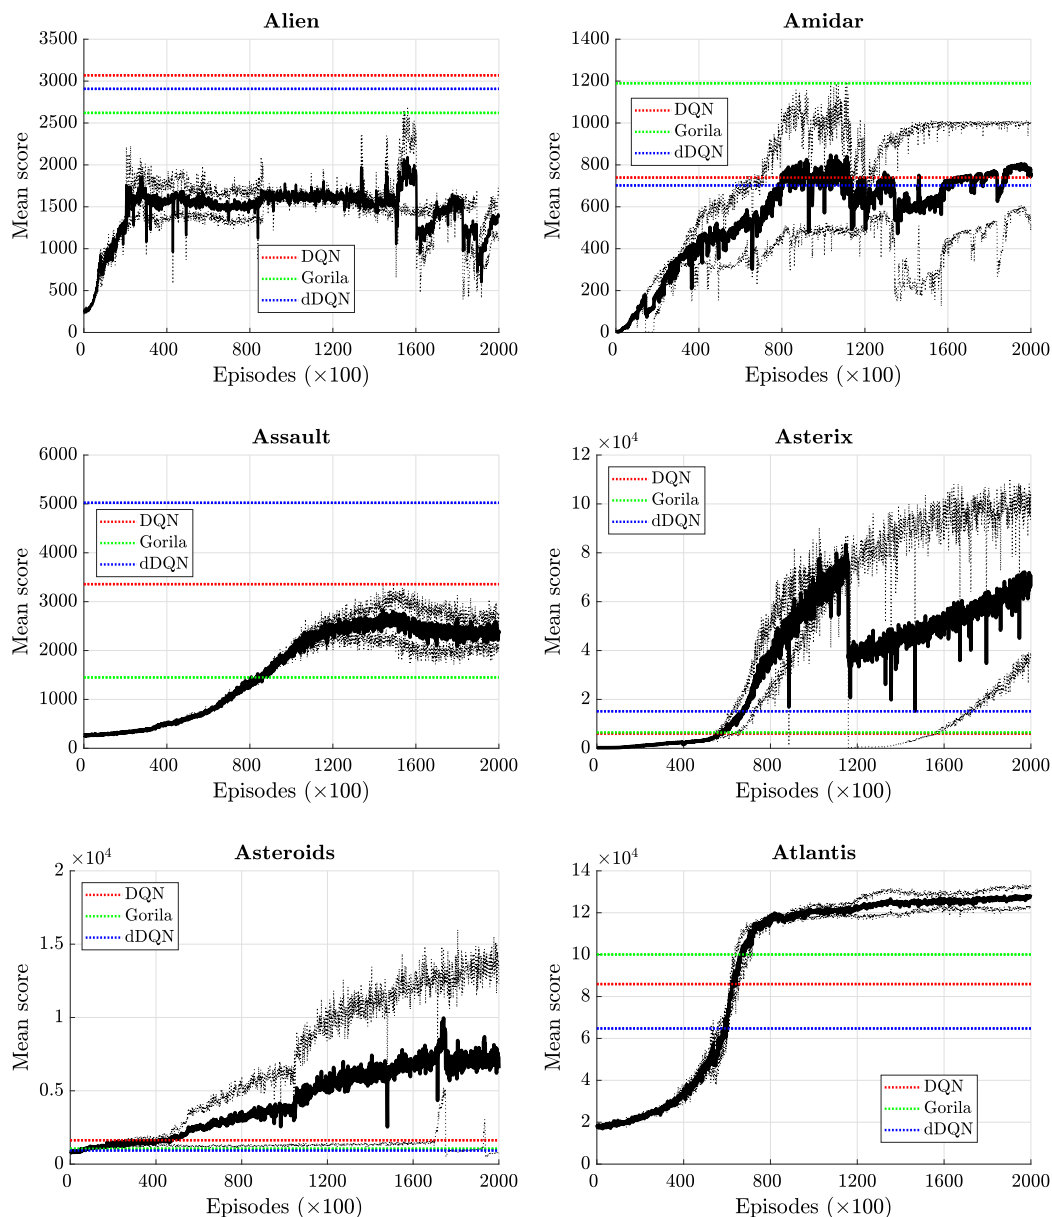 Alien
3500
3000
2500
2000
1500
1000
500
0
Mean score
DQN
Gorila
dDQN
0 400 800 1200 1600 2000
Episodes (×100)
Amidar
1400
1200
1000
800
600
400
200
0
Mean score
DQN
Gorila
dDQN
0 400 800 1200 1600 2000
Episodes (×100)
Assault
6000
5000
4000
3000
2000
1000
0
Mean score
DQN
Gorila
dDQN
0 400 800 1200 1600 2000
Episodes (×100)
Asterix
×10⁴
12
10
8
6
4
2
0
Mean score
DQN
Gorila
dDQN
0 400 800 1200 1600 2000
Episodes (×100)
Asteroids
×10⁴
2
1.5
1
0.5
0
Mean score
DQN
Gorila
dDQN
0 400 800 1200 1600 2000
Episodes (×100)
Atlantis
×10⁴
14
12
10
8
6
4
2
0
Mean score
DQN
Gorila
dDQN
0 400 800 1200 1600 2000
Episodes (×100)